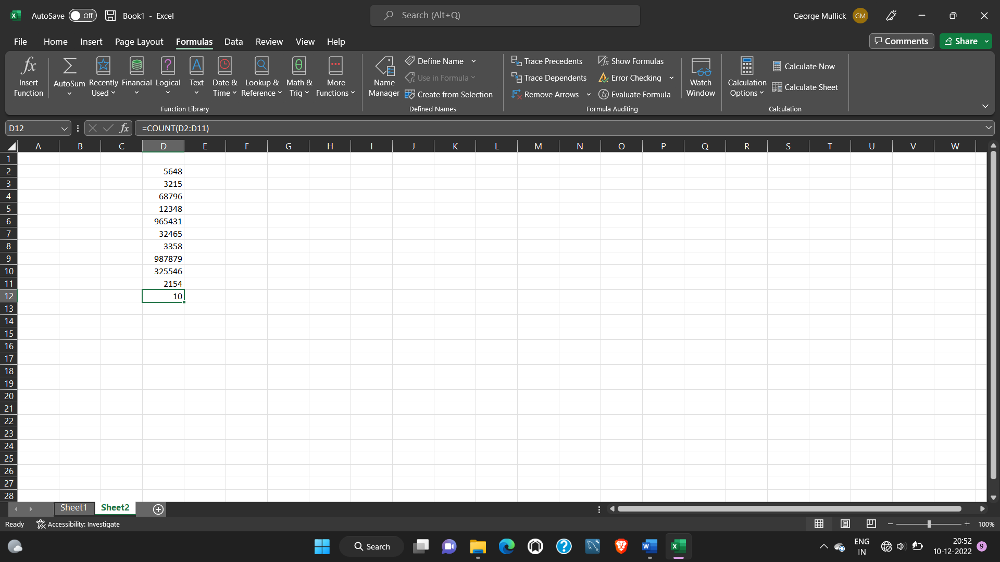 AutoSave Off Book1 - Excel Search (Alt+Q) George Mullick GM
File Home Insert Page Layout Formulas Data Review View Help Comments Share
Insert Function
AutoSum
Recently Used
Financial
Logical
Text
Date & Time
Lookup & Reference
Math & Trig
More Functions
Function Library
Name Manager
Define Name
Use in Formula
Create from Selection
Defined Names
Trace Precedents
Trace Dependents
Remove Arrows
Show Formulas
Error Checking
Evaluate Formula
Formula Auditing
Watch Window
Calculation Options
Calculate Now
Calculate Sheet
Calculation
D12 fx =COUNT(D2:D11)
A B C D E F G H I J K L M N O P Q R S T U V W
1
2 5648
3 3215
4 68796
5 12348
6 965431
7 32465
8 3358
9 987879
10 325546
11 2154
12 10
13
14
15
16
17
18
19
20
21
22
23
24
25
26
27
28
Sheet1 Sheet2
Ready Accessibility: Investigate 100%
Search ENG IN 20:52 10-12-2022 9